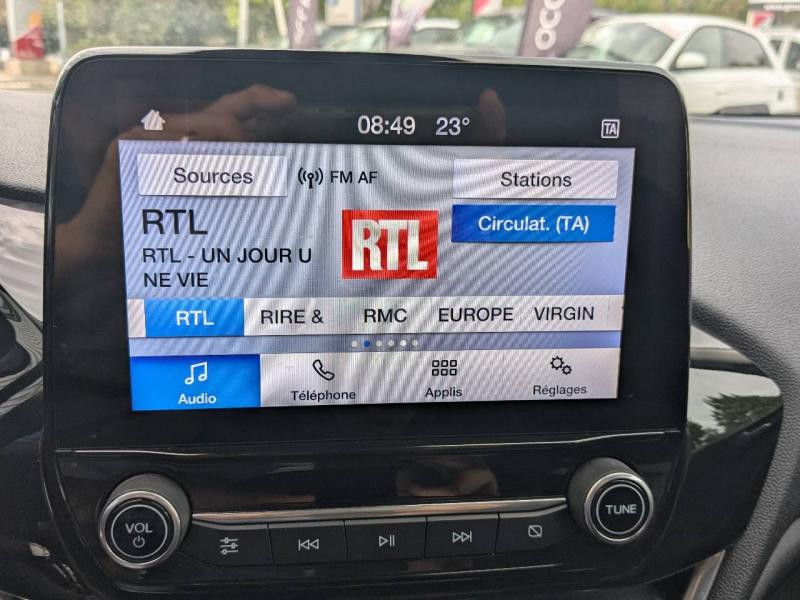 08:49 23° TA
Sources FM AF Stations
RTL
RTL Circulat. (TA)
RTL - UN JOUR U
NE VIE
RTL RIRE & RMC EUROPE VIRGIN
Audio Téléphone Applis Réglages
VOL TUNE